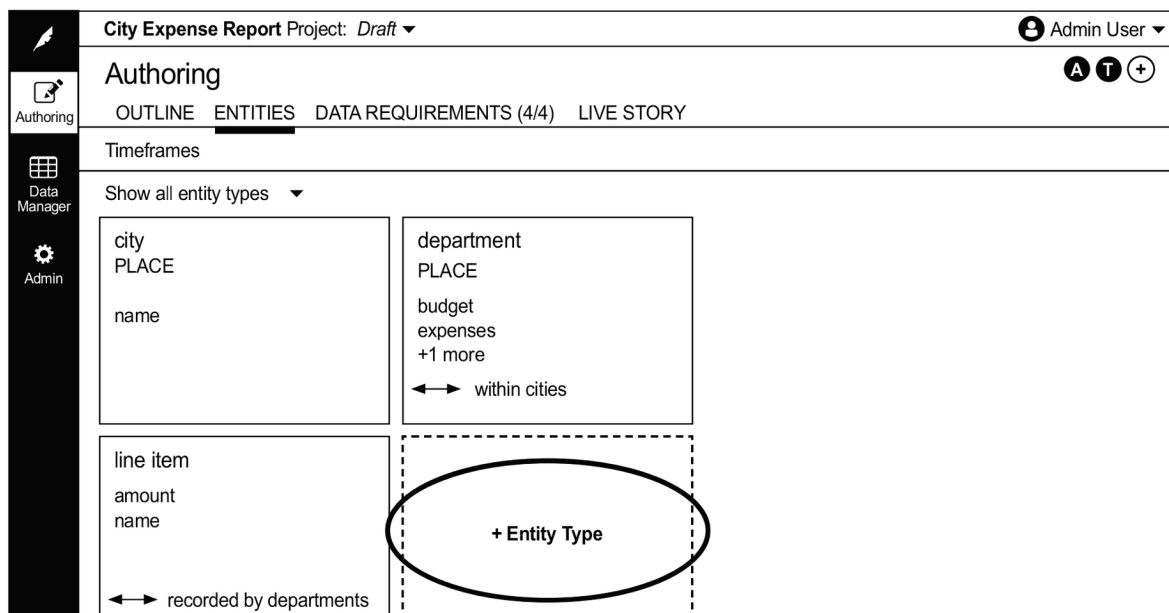 City Expense Report Project: Draft
Admin User
Authoring
A T +
OUTLINE ENTITIES DATA REQUIREMENTS (4/4) LIVE STORY
Authoring
Timeframes
Data
Manager
Show all entity types
Admin
city
PLACE
name
department
PLACE
budget
expenses
+1 more
within cities
line item
amount
name
recorded by departments
+ Entity Type